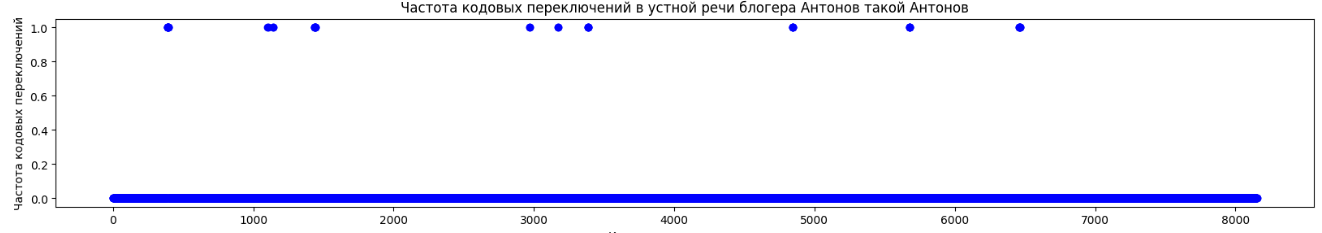 Частота кодовых переключений в устной речи блогера Антонов такой Антонов
Частота кодовых переключений
1.0
0.8
0.6
0.4
0.2
0.0
0 1000 2000 3000 4000 5000 6000 7000 8000